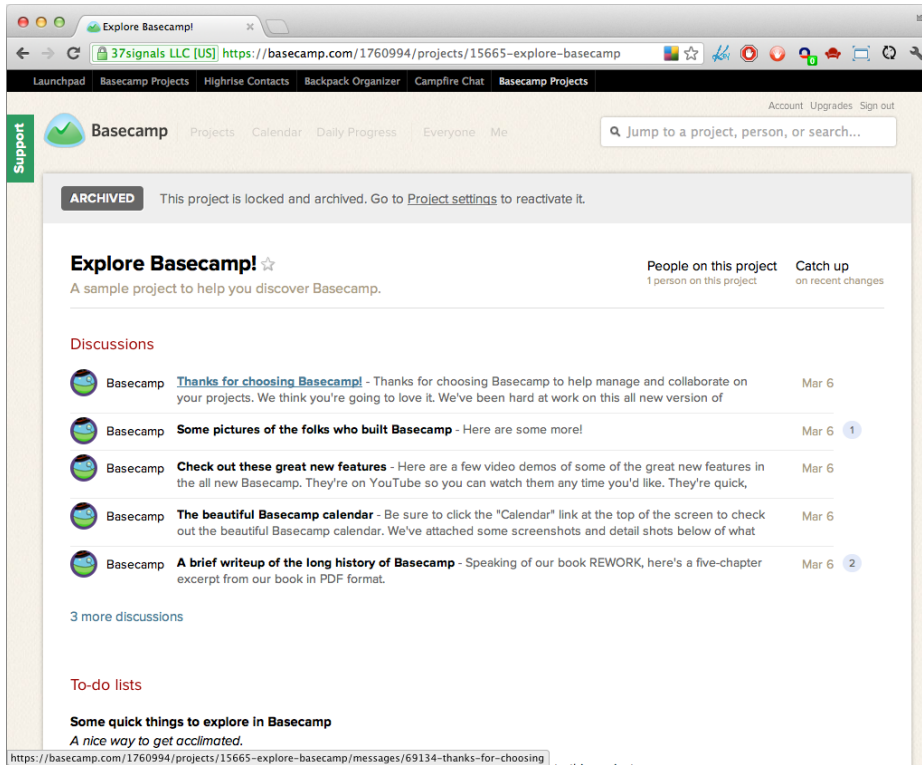 Explore Basecamp!
37signals LLC [US] https://basecamp.com/1760994/projects/15665-explore-basecamp
Launchpad Basecamp Projects Highrise Contacts Backpack Organizer Campfire Chat Basecamp Projects
Account Upgrades Sign out
Support
Basecamp Projects Calendar Daily Progress Everyone Me
Jump to a project, person, or search...
ARCHIVED This project is locked and archived. Go to Project settings to reactivate it.
Explore Basecamp!
A sample project to help you discover Basecamp.
People on this project
1 person on this project
Catch up
on recent changes
Discussions
Basecamp Thanks for choosing Basecamp! - Thanks for choosing Basecamp to help manage and collaborate on Mar 6
your projects. We think you're going to love it. We've been hard at work on this all new version of
Basecamp Some pictures of the folks who built Basecamp - Here are some more! Mar 6 1
Basecamp Check out these great new features - Here are a few video demos of some of the great new features in Mar 6
the all new Basecamp. They're on YouTube so you can watch them any time you'd like. They're quick,
Basecamp The beautiful Basecamp calendar - Be sure to click the "Calendar" link at the top of the screen to check Mar 6
out the beautiful Basecamp calendar. We've attached some screenshots and detail shots below of what
Basecamp A brief writeup of the long history of Basecamp - Speaking of our book REWORK, here's a five-chapter Mar 6 2
excerpt from our book in PDF format.
3 more discussions
To-do lists
Some quick things to explore in Basecamp
A nice way to get acclimated.
https://basecamp.com/1760994/projects/15665-explore-basecamp/messages/69134-thanks-for-choosing